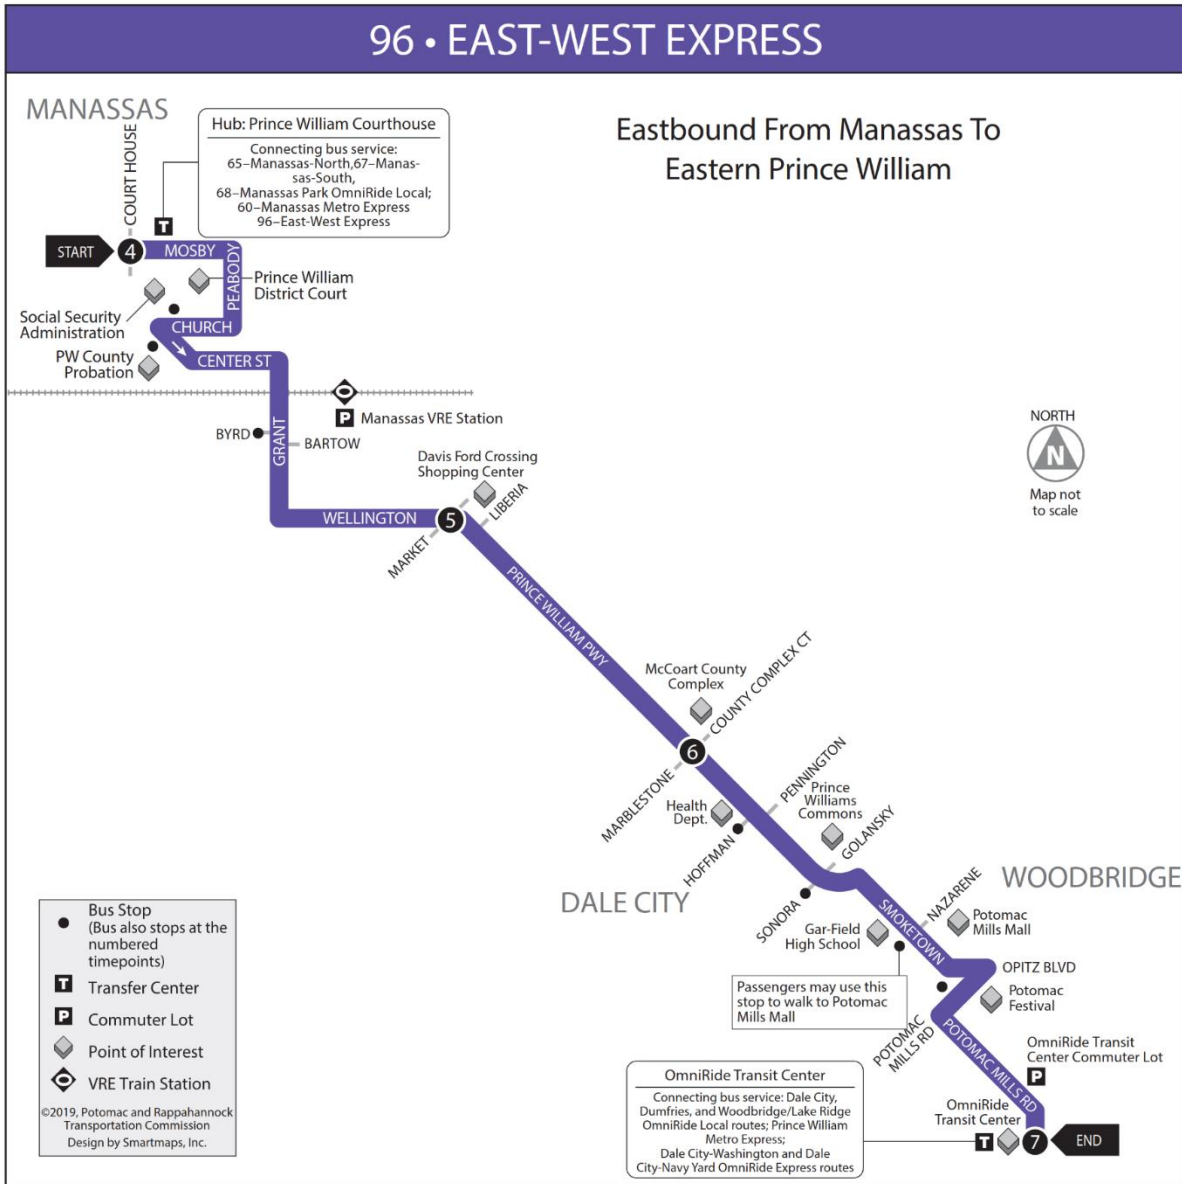 96 • EAST-WEST EXPRESS
MANASSAS
Eastbound From Manassas To
Eastern Prince William
COURT HOUSE
T
Hub: Prince William Courthouse
Connecting bus service:
65–Manassas-North,67–Manas-
sas-South,
68–Manassas Park OmniRide Local;
60–Manassas Metro Express
96–East-West Express
START
4
MOSBY
PEABODY
Prince William
District Court
Social Security
Administration
CHURCH
PW County
Probation
CENTER ST
P
Manassas VRE Station
BYRD
GRANT
BARTOW
NORTH
N
Map not
to scale
Davis Ford Crossing
Shopping Center
WELLINGTON
5
LIBERIA
MARKET
PRINCE WILLIAM PWY
McCoart County
Complex
COUNTY COMPLEX CT
6
MARBLESTONE
PENNINGTON
Health
Dept.
HOFFMAN
Prince
Williams
Commons
GOLANSKY
DALE CITY
SONORA
WOODBRIDGE
SMOKETOWN
NAZARENE
Potomac
Mills Mall
Gar-Field
High School
OPITZ BLVD
Passengers may use this
stop to walk to Potomac
Mills Mall
Potomac
Festival
POTOMAC
MILLS RD
POTOMAC MILLS RD
OmniRide Transit
Center Commuter Lot
P
OmniRide Transit Center
Connecting bus service: Dale City,
Dumfries, and Woodbridge/Lake Ridge
OmniRide Local routes; Prince William
Metro Express;
Dale City-Washington and Dale
City-Navy Yard OmniRide Express routes
OmniRide
Transit Center
T
7
END
Bus Stop
(Bus also stops at the
numbered
timepoints)
T
Transfer Center
P
Commuter Lot
Point of Interest
VRE Train Station
©2019, Potomac and Rappahannock
Transportation Commission
Design by Smartmaps, Inc.